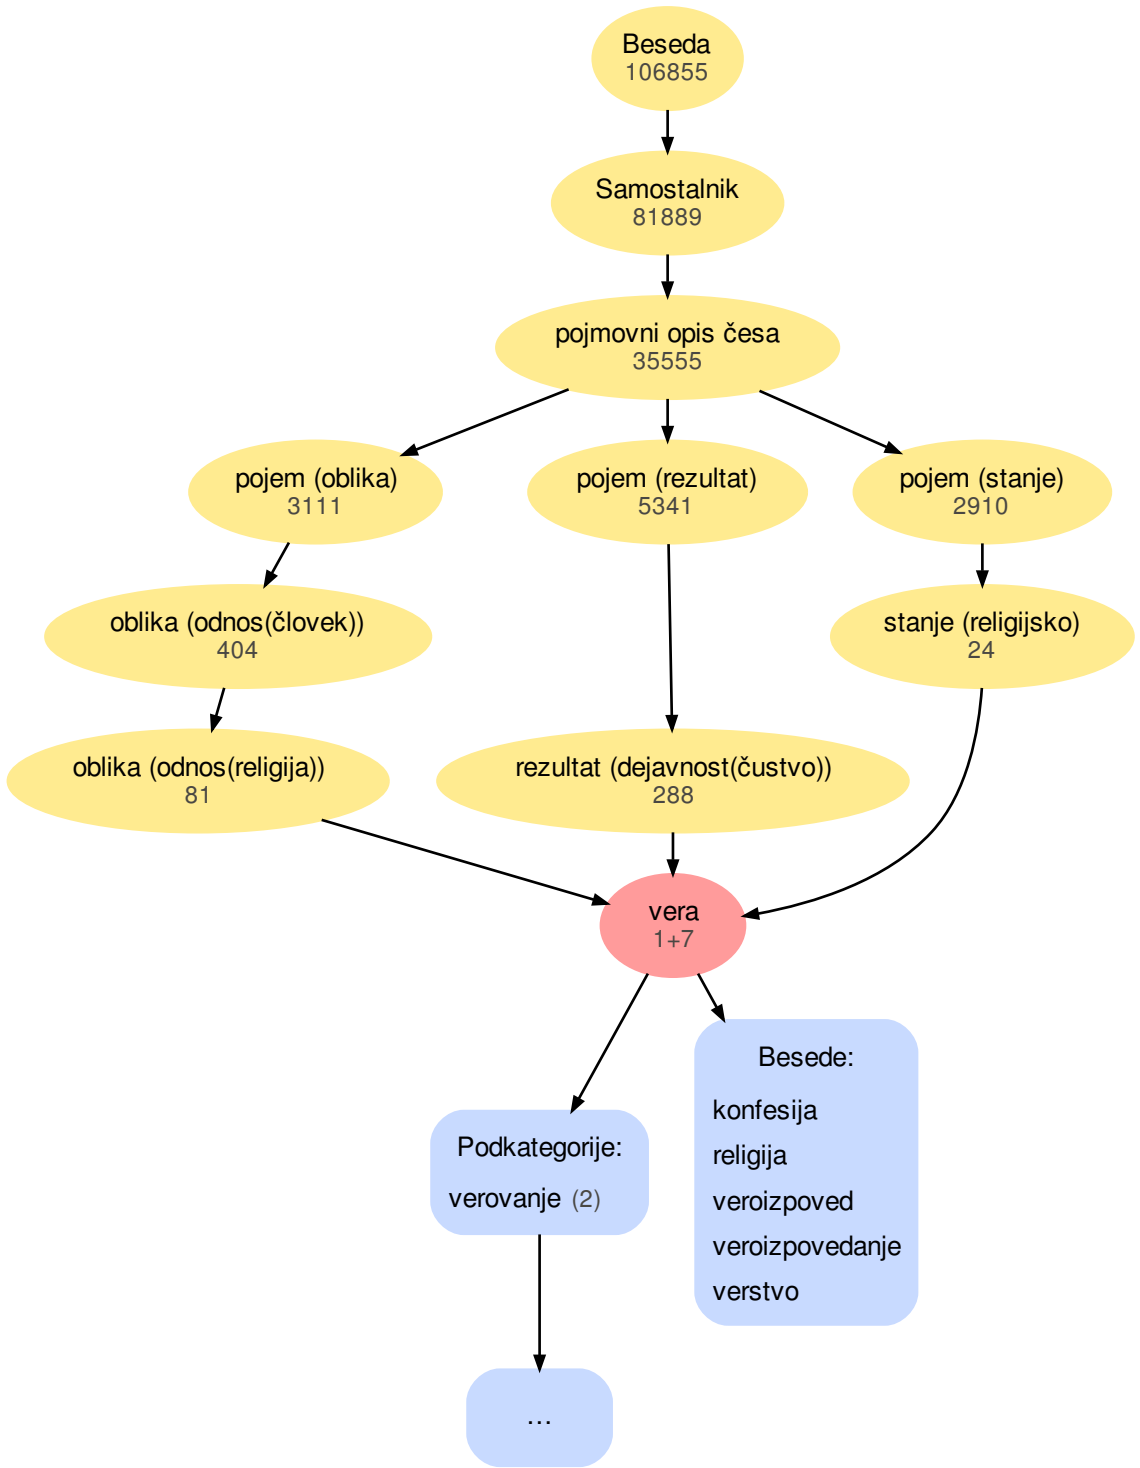 Beseda
106855
Samostalnik
81889
pojmovni opis česa
35555
pojem (oblika)
3111
pojem (rezultat)
5341
pojem (stanje)
2910
oblika (odnos(človek))
404
stanje (religijsko)
24
oblika (odnos(religija))
81
rezultat (dejavnost(čustvo))
288
vera
1+7
Besede:
konfesija
religija
veroizpoved
veroizpovedanje
verstvo
Podkategorije:
verovanje (2)
...